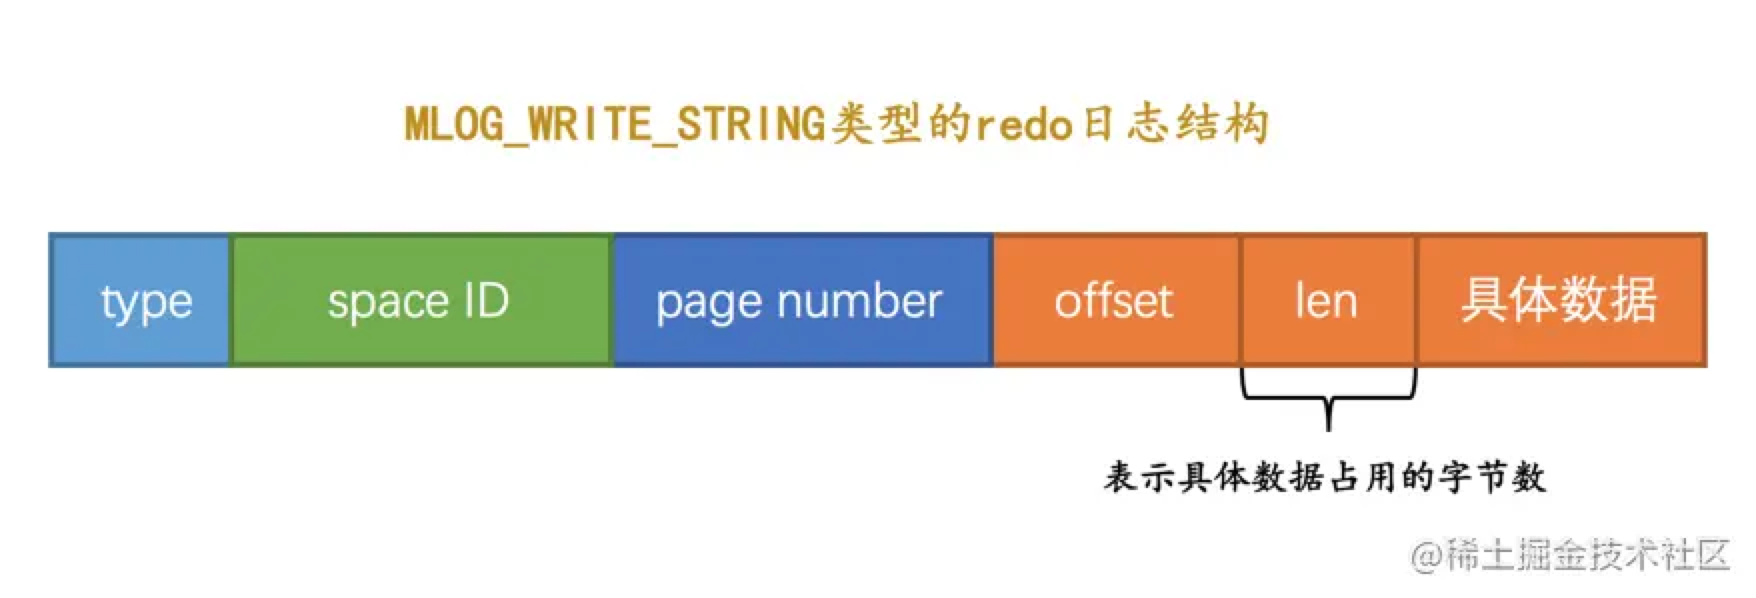 MLOG_WRITE_STRING类型的redo日志结构
type space ID page number offset len 具体数据
表示具体数据占用的字节数
@稀土掘金技术社区